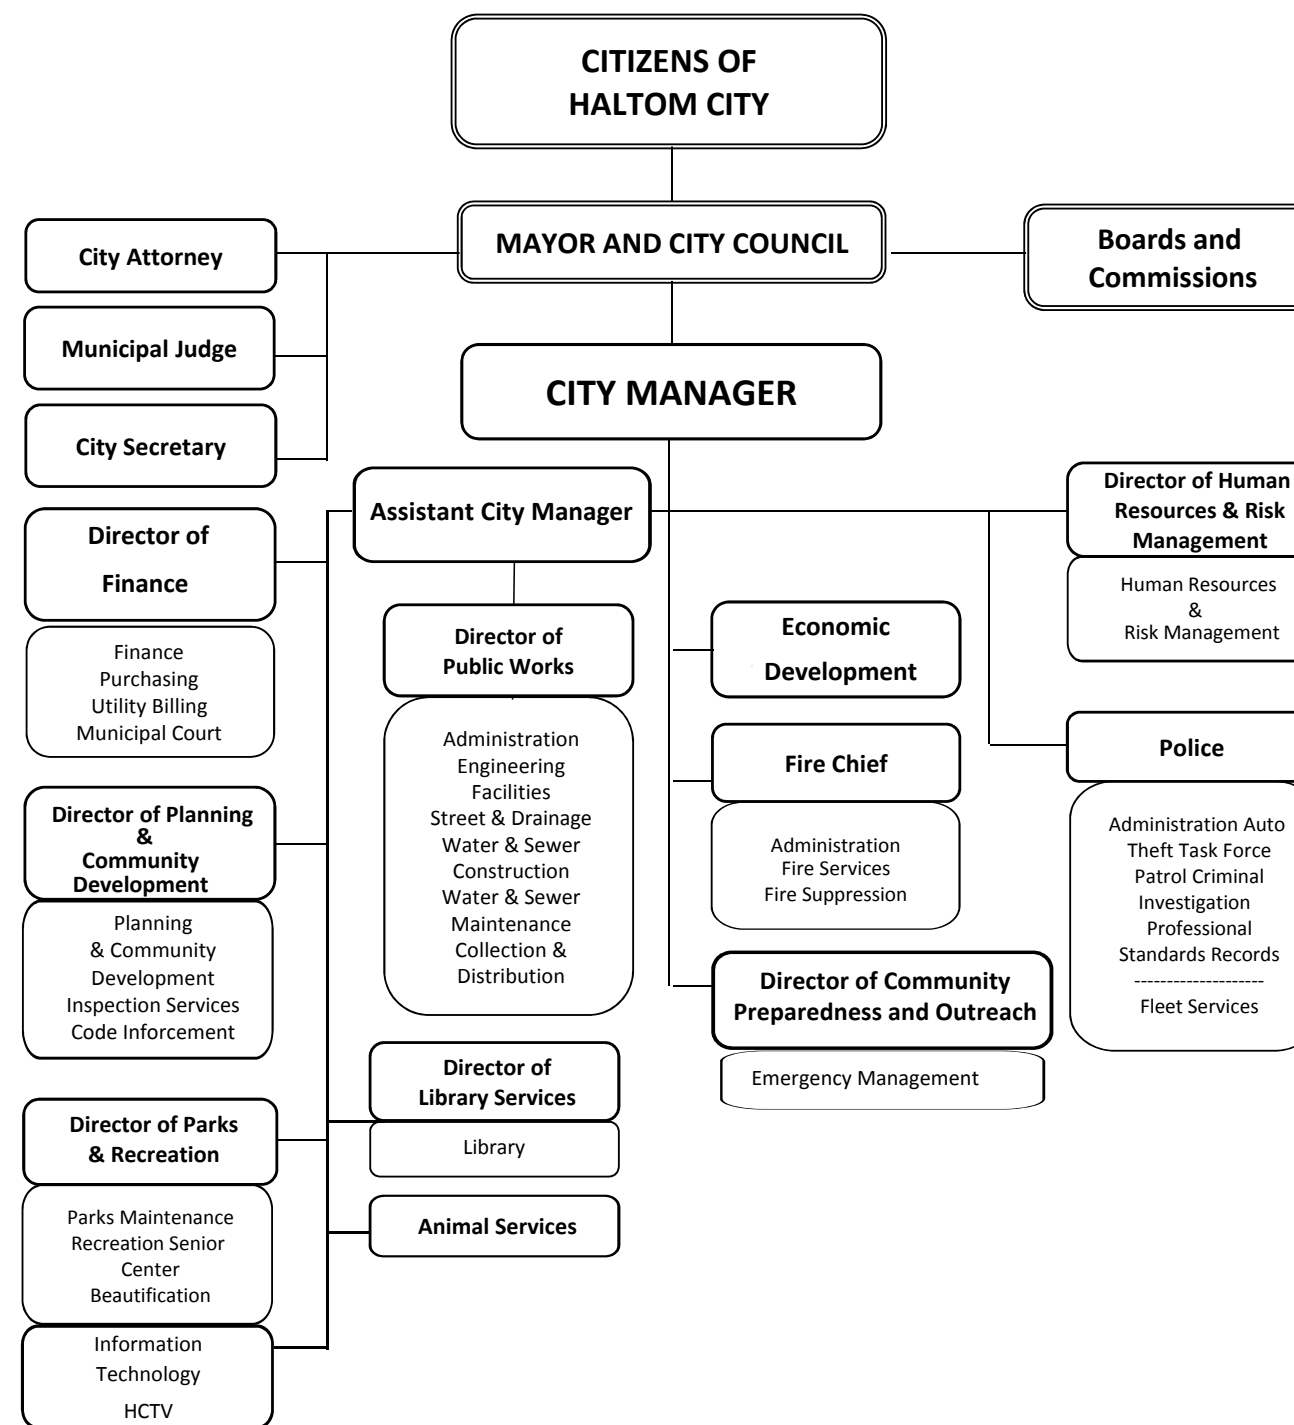 CITIZENS OF
HALTOM CITY
MAYOR AND CITY COUNCIL
Boards and
Commissions
City Attorney
Municipal Judge
City Secretary
CITY MANAGER
Assistant City Manager
Director of Human
Resources & Risk
Management
Human Resources
&
Risk Management
Director of
Finance
Finance
Purchasing
Utility Billing
Municipal Court
Director of
Public Works
Administration
Engineering
Facilities
Street & Drainage
Water & Sewer
Construction
Water & Sewer
Maintenance
Collection &
Distribution
Economic
Development
Fire Chief
Administration
Fire Services
Fire Suppression
Police
Administration Auto
Theft Task Force
Patrol Criminal
Investigation
Professional
Standards Records
--------------------
Fleet Services
Director of Planning
&
Community
Development
Planning
& Community
Development
Inspection Services
Code Inforcement
Director of Community
Preparedness and Outreach
Emergency Management
Director of
Library Services
Library
Director of Parks
& Recreation
Parks Maintenance
Recreation Senior
Center
Beautification
Animal Services
Information
Technology
HCTV